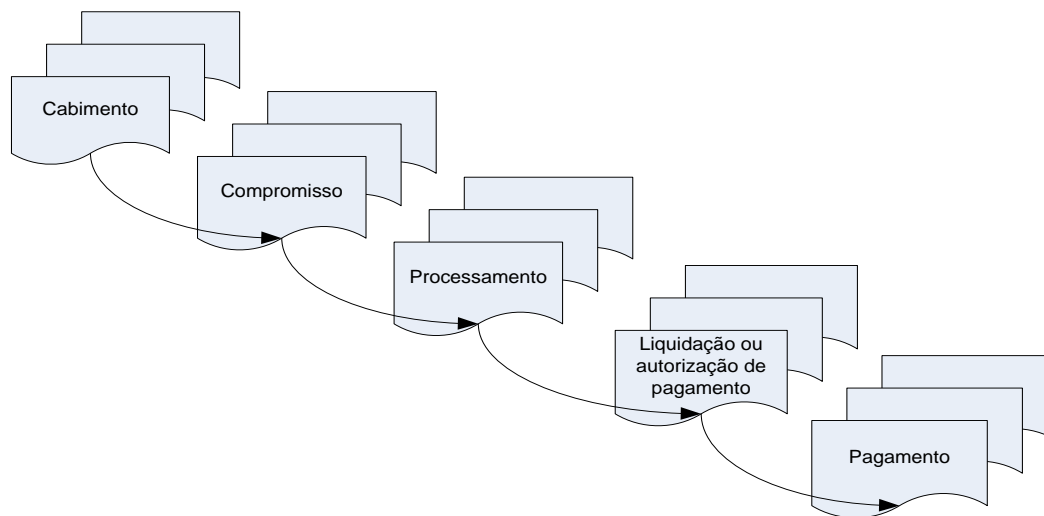 Cabimento
Compromisso
Processamento
Liquidação ou
autorização de
pagamento
Pagamento